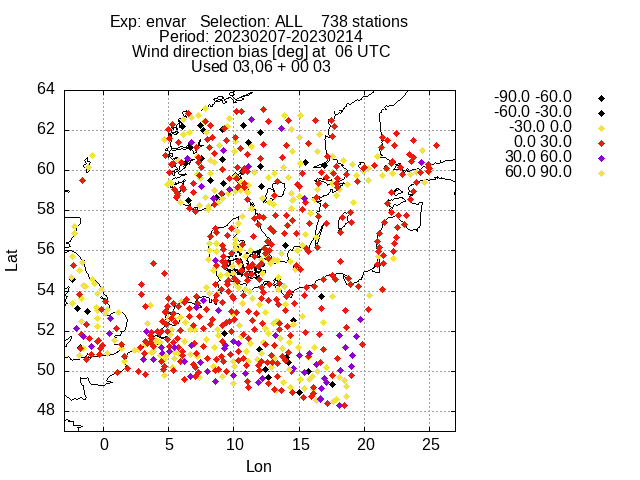 Exp: envar   Selection: ALL    738 stations
Period: 20230207-20230214
Wind direction bias [deg] at  06 UTC
Used 03,06 + 00 03
-90.0 -60.0
-60.0 -30.0
-30.0 0.0
0.0 30.0
30.0 60.0
60.0 90.0
64
62
60
58
56
54
52
50
48
Lat
0 5 10 15 20 25
Lon